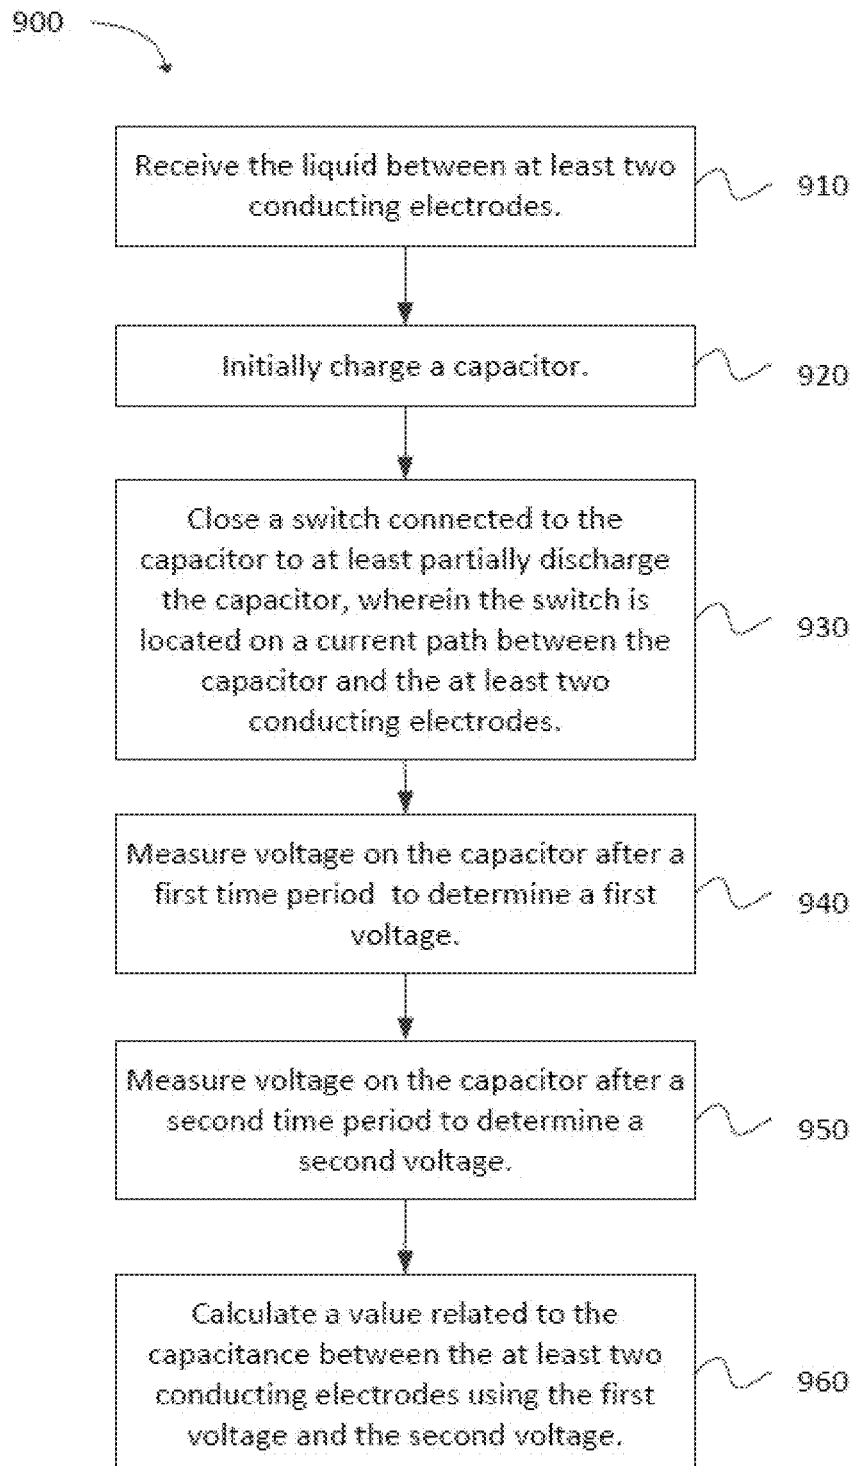 900
Receive the liquid between at least two
conducting electrodes.
910
Initially charge a capacitor.
920
Close a switch connected to the
capacitor to at least partially discharge
the capacitor, wherein the switch is
located on a current path between the
capacitor and the at least two
conducting electrodes.
930
Measure voltage on the capacitor after a
first time period to determine a first
voltage.
940
Measure voltage on the capacitor after a
second time period to determine a
second voltage.
950
Calculate a value related to the
capacitance between the at least two
conducting electrodes using the first
voltage and the second voltage.
960